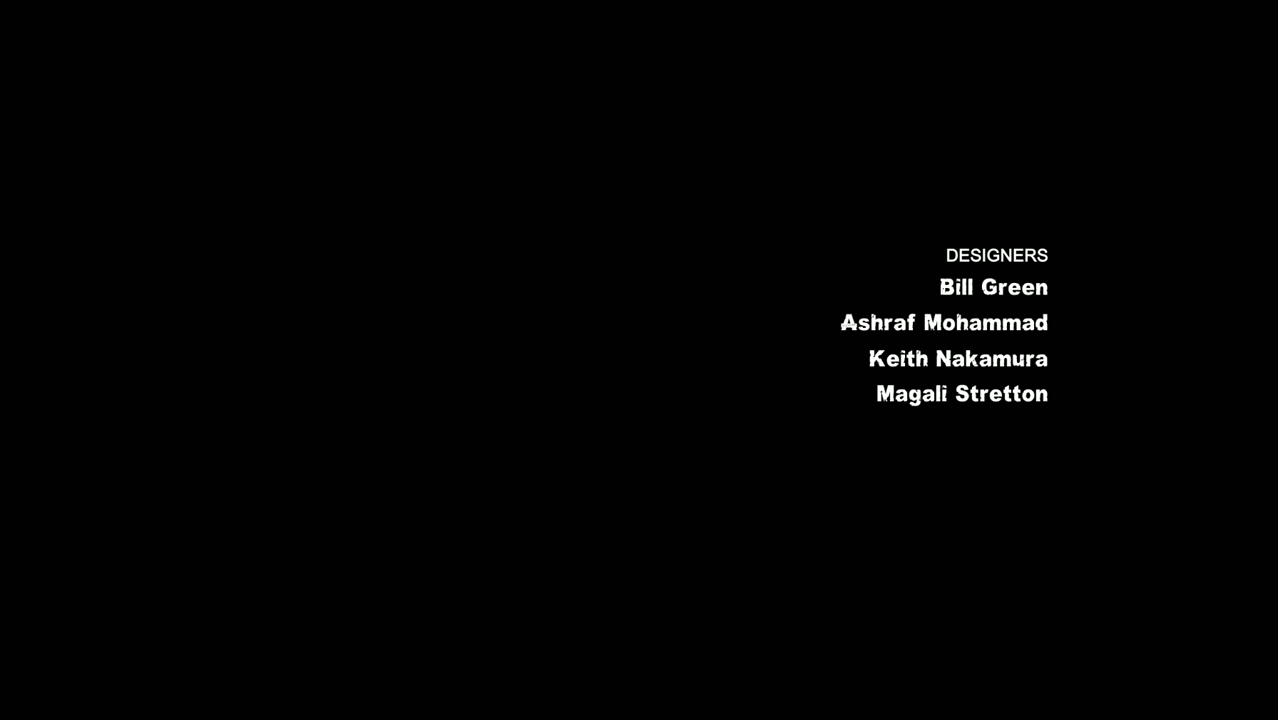 DESIGNERS
Bill Green
Ashraf Mohammad
Keith Nakamura
Magali Stretton